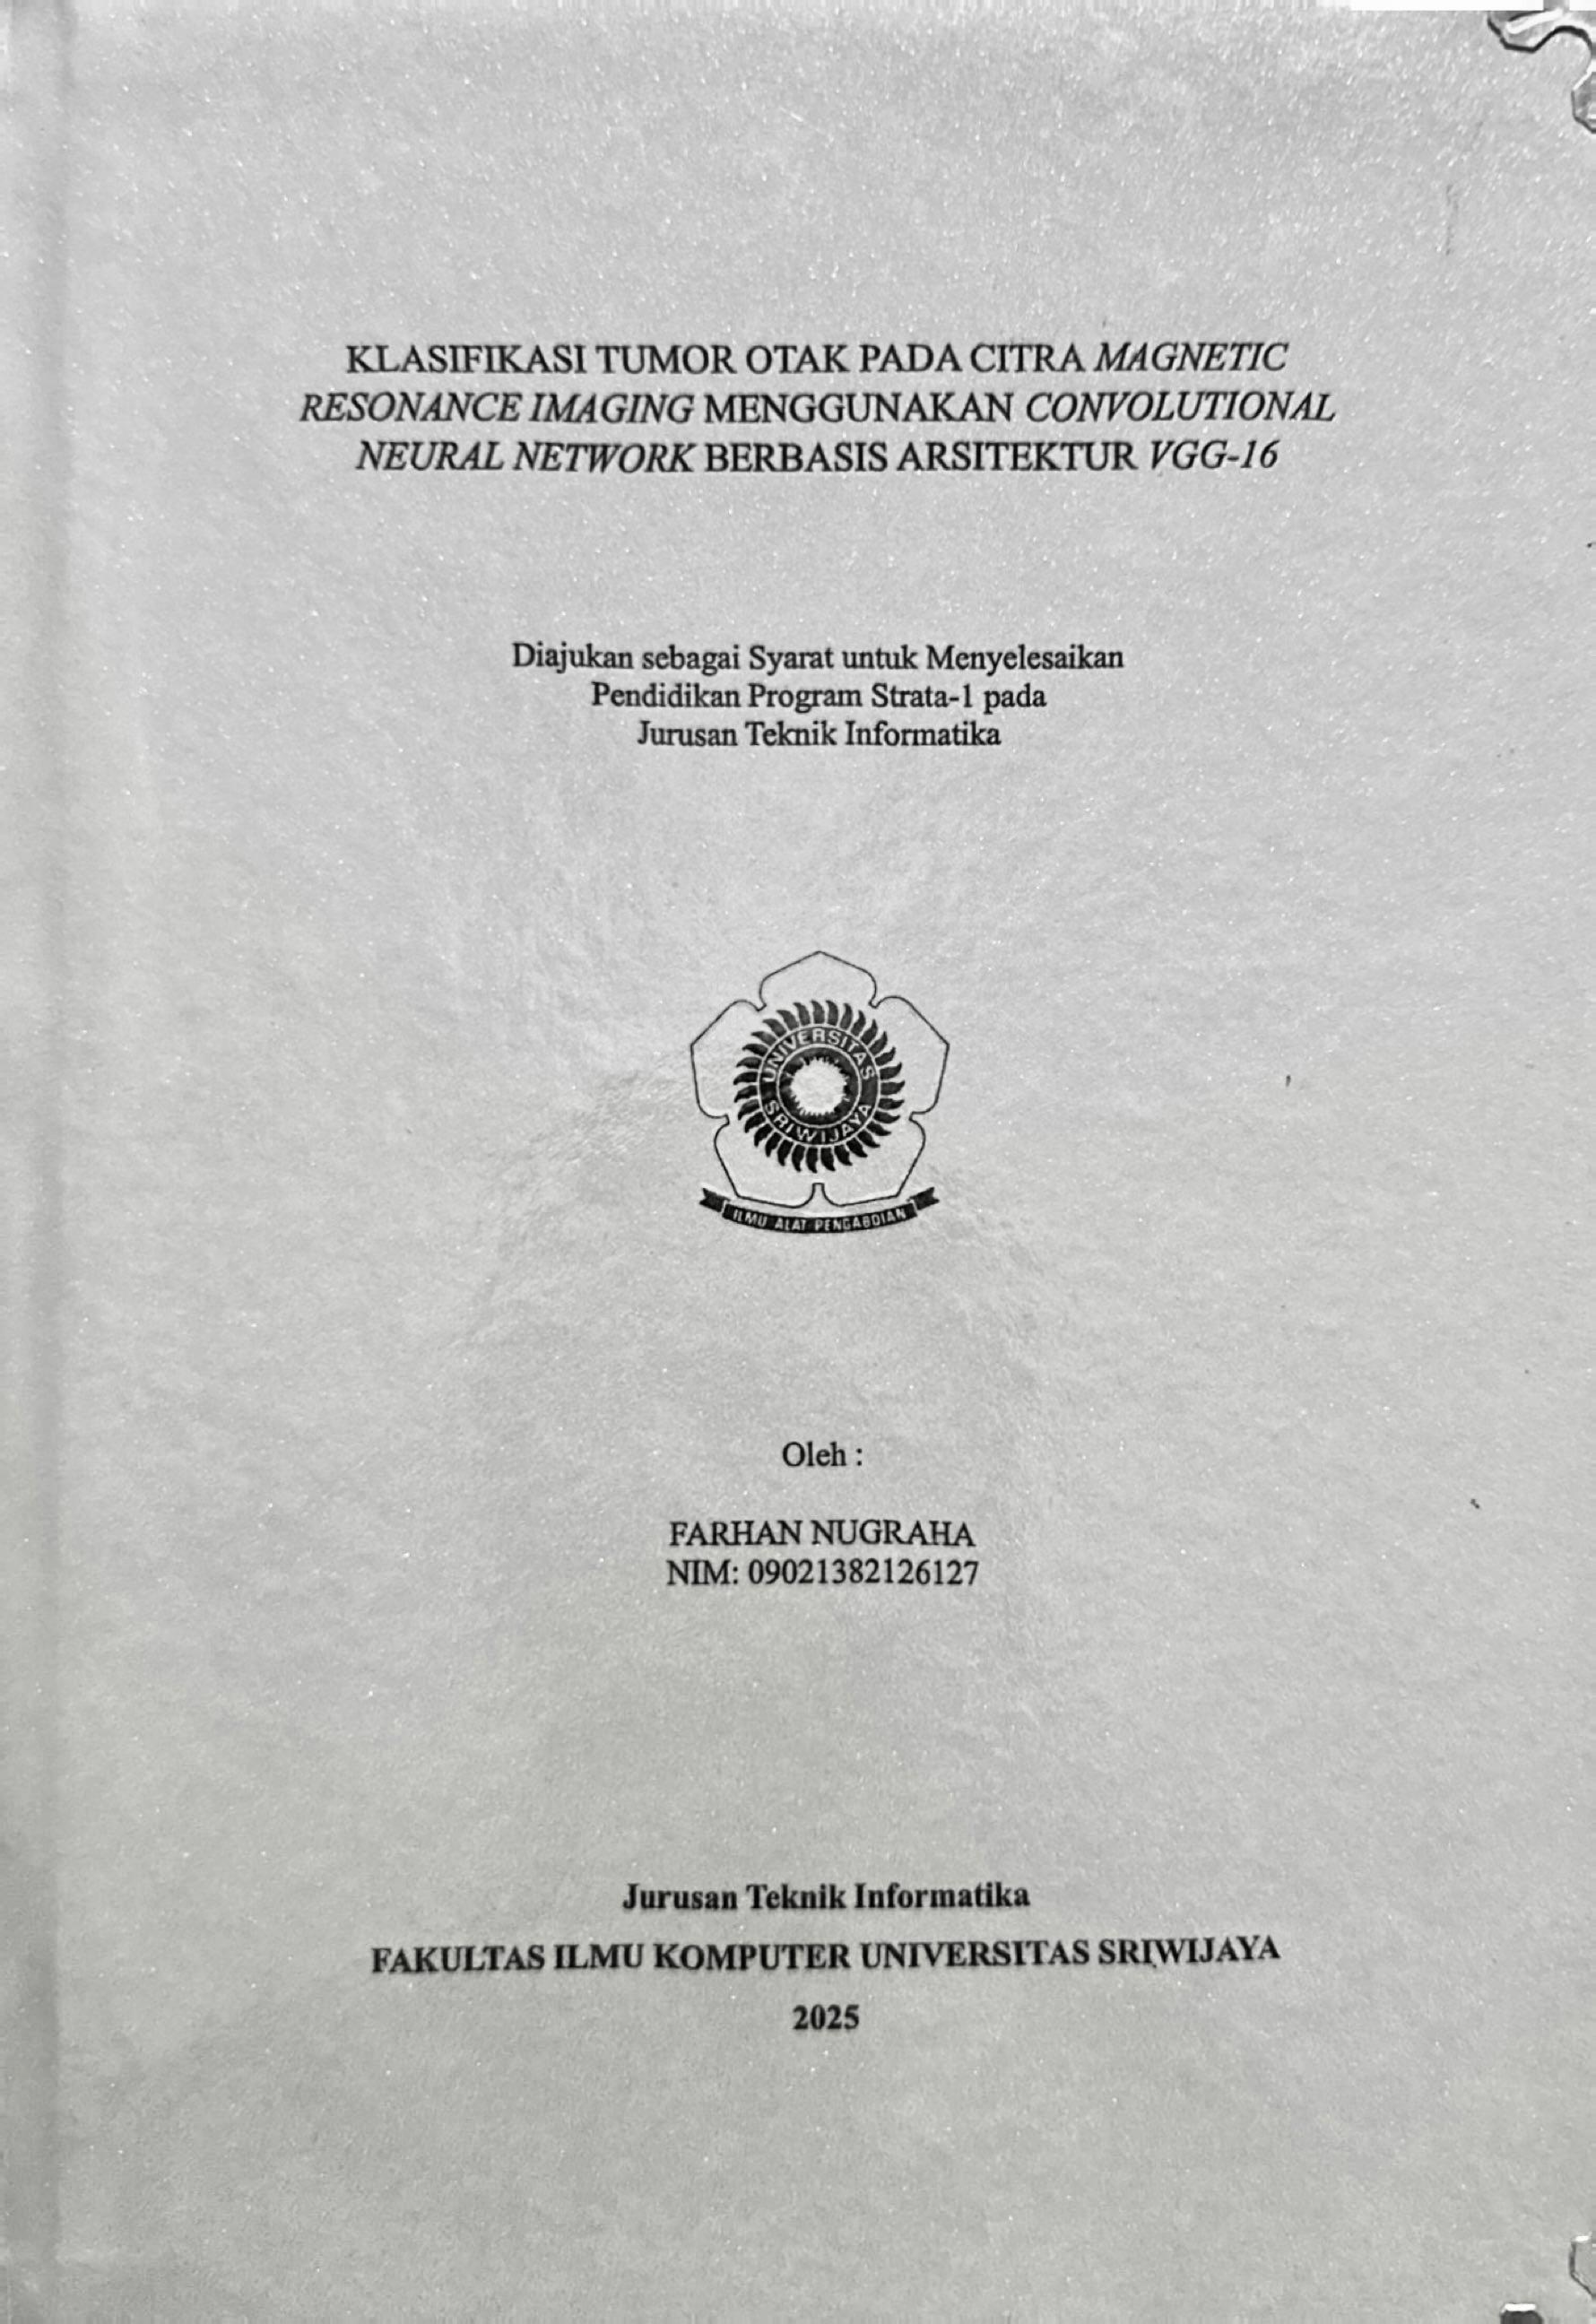 KLASIFIKASI TUMOR OTAK PADA CITRA MAGNETIC
RESONANCE IMAGING MENGGUNAKAN CONVOLUTIONAL
NEURAL NETWORK BERBASIS ARSITEKTUR VGG-16
Diajukan sebagai Syarat untuk Menyelesaikan
Pendidikan Program Strata-1 pada
Jurusan Teknik Informatika
UNIVERSITAS
SRIWIJAYA
ILMU ALAT PENGABDIAN
Oleh :
FARHAN NUGRAHA
NIM: 09021382126127
Jurusan Teknik Informatika
FAKULTAS ILMU KOMPUTER UNIVERSITAS SRIWIJAYA
2025